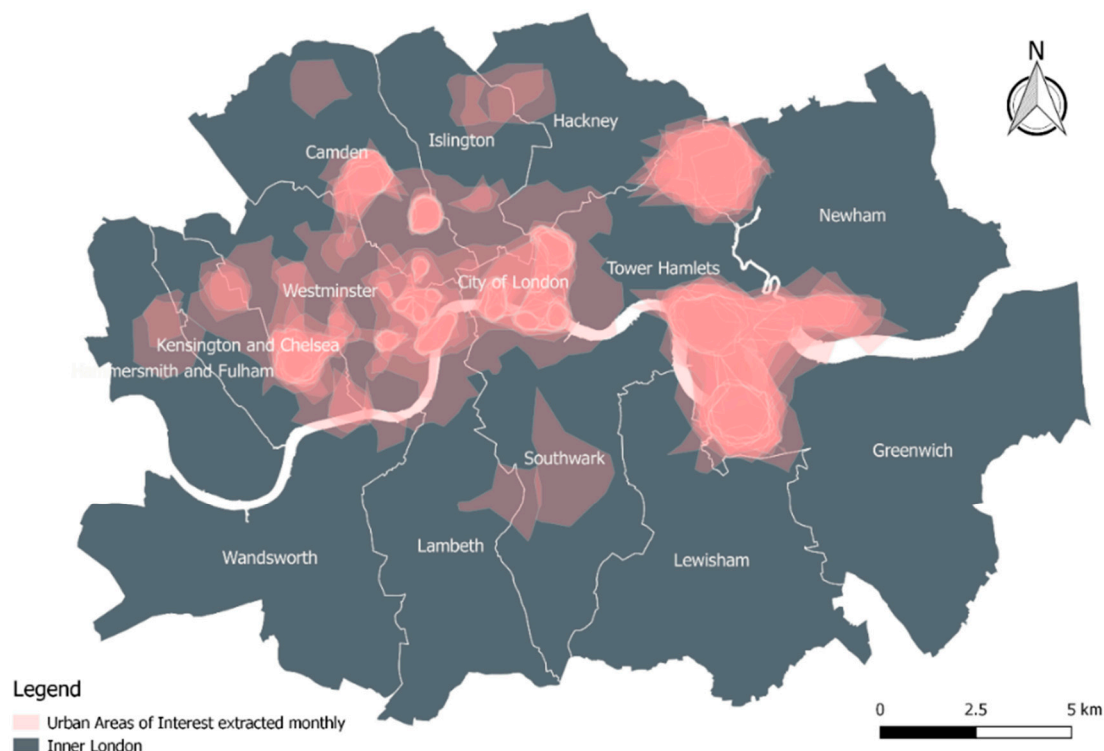 N
Hackney
Islington
Camden
Newham
Tower Hamlets
City of London
Westminster
Kensington and Chelsea
Hammersmith and Fulham
Greenwich
Southwark
Lambeth
Wandsworth
Lewisham
Legend
Urban Areas of Interest extracted monthly
Inner London
0 2.5 5 km